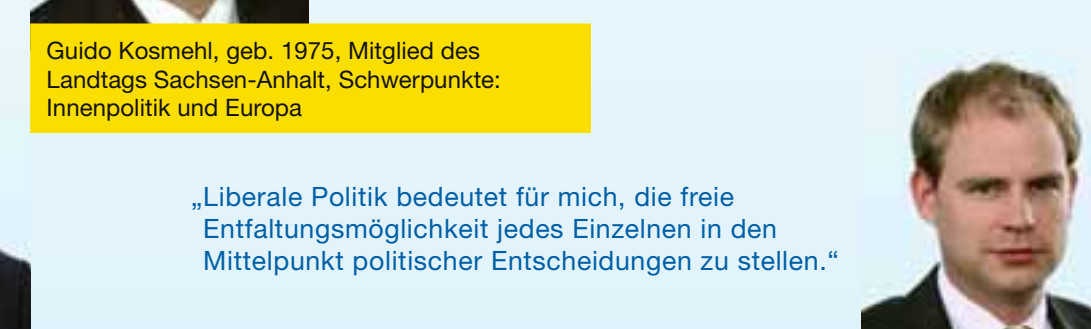 Guido Kosmehl, geb. 1975, Mitglied des
Landtags Sachsen-Anhalt, Schwerpunkte:
Innenpolitik und Europa
„Liberale Politik bedeutet für mich, die freie
Entfaltungsmöglichkeit jedes Einzelnen in den
Mittelpunkt politischer Entscheidungen zu stellen.“